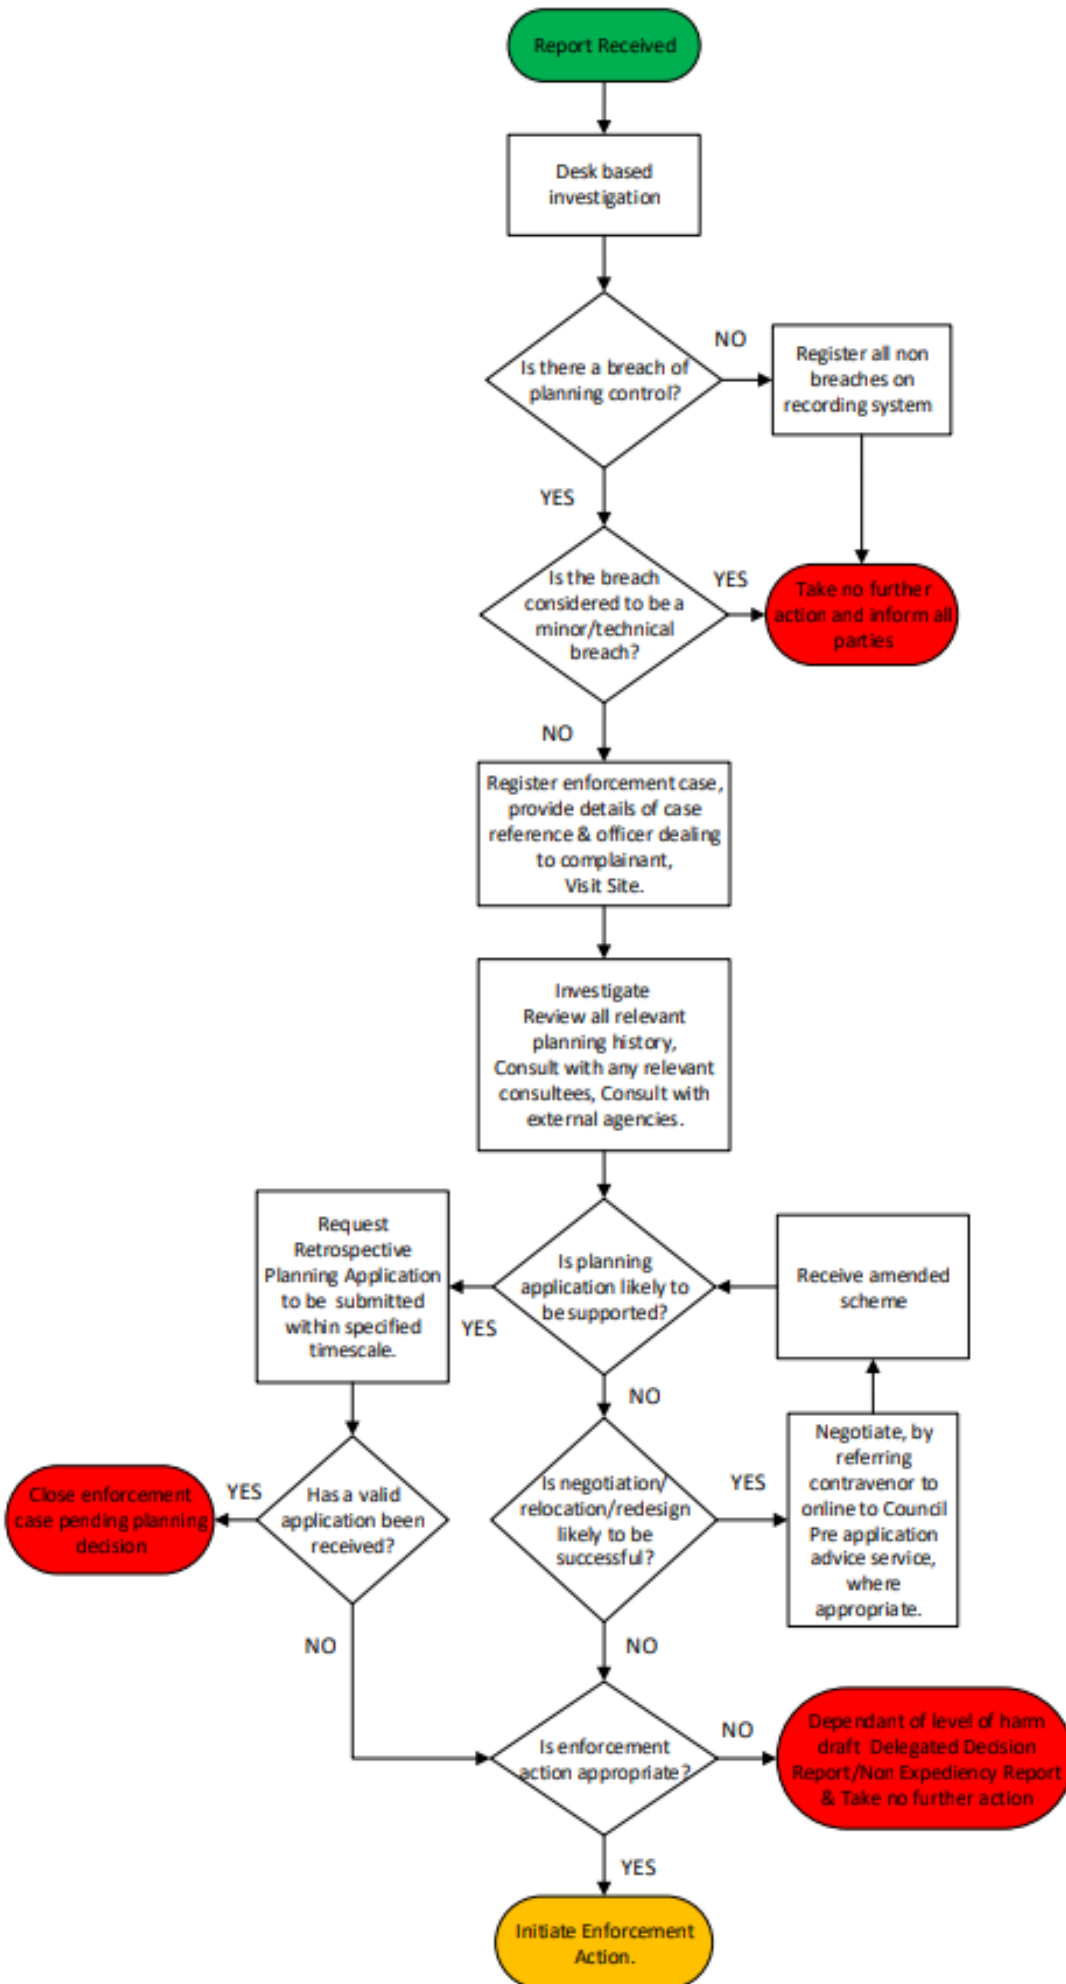 Report Received
Desk based
investigation
Is there a breach of
planning control?
NO
Register all non
breaches on
recording system
YES
Is the breach
considered to be a
minor/technical
breach?
YES
Take no further
action and inform all
parties
NO
Register enforcement case,
provide details of case
reference & officer dealing
to complainant,
Visit Site.
Investigate
Review all relevant
planning history,
Consult with any relevant
consultees, Consult with
external agencies.
Request
Retrospective
Planning Application
to be submitted
within specified
timescale.
YES
Is planning
application likely to
be supported?
Receive amended
scheme
NO
Close enforcement
case pending planning
decision
YES
Has a valid
application been
received?
Is negotiation/
relocation/redesign
likely to be
successful?
YES
Negotiate, by
referring
contravenor to
online to Council
Pre application
advice service,
where
appropriate.
NO
NO
Is enforcement
action appropriate?
NO
Dependant of level of harm
draft Delegated Decision
Report/Non Expediency Report
& Take no further action
YES
Initiate Enforcement
Action.